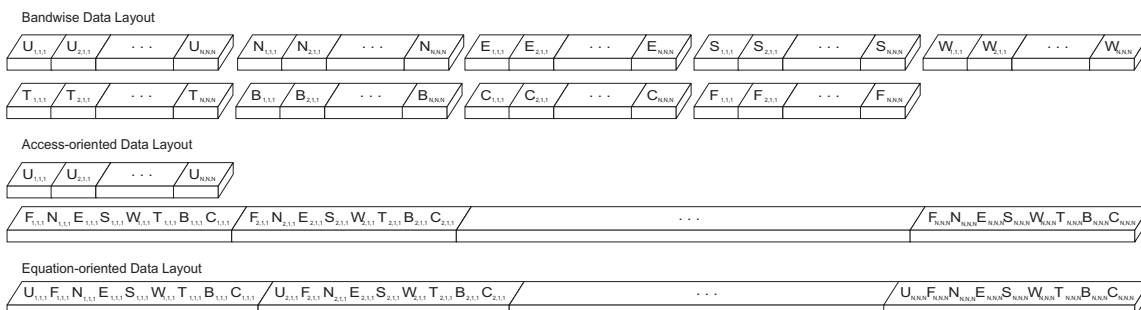 Bandwise Data Layout
U1,1,1 U2,1,1 · · · UN,N,N N1,1,1 N2,1,1 · · · NN,N,N E1,1,1 E2,1,1 · · · EN,N,N S1,1,1 S2,1,1 · · · SN,N,N W1,1,1 W2,1,1 · · · WN,N,N
T1,1,1 T2,1,1 · · · TN,N,N B1,1,1 B2,1,1 · · · BN,N,N C1,1,1 C2,1,1 · · · CN,N,N F1,1,1 F2,1,1 · · · FN,N,N
Access-oriented Data Layout
U1,1,1 U2,1,1 · · · UN,N,N
F1,1,1 N1,1,1 E1,1,1 S1,1,1 W1,1,1 T1,1,1 B1,1,1 C1,1,1 F2,1,1 N2,1,1 E2,1,1 S2,1,1 W2,1,1 T2,1,1 B2,1,1 C2,1,1 · · · FN,N,N NN,N,N EN,N,N SN,N,N WN,N,N TN,N,N BN,N,N CN,N,N
Equation-oriented Data Layout
U1,1,1 F1,1,1 N1,1,1 E1,1,1 S1,1,1 W1,1,1 T1,1,1 B1,1,1 C1,1,1 U2,1,1 F2,1,1 N2,1,1 E2,1,1 S2,1,1 W2,1,1 T2,1,1 B2,1,1 C2,1,1 · · · UN,N,N FN,N,N NN,N,N EN,N,N SN,N,N WN,N,N TN,N,N BN,N,N CN,N,N